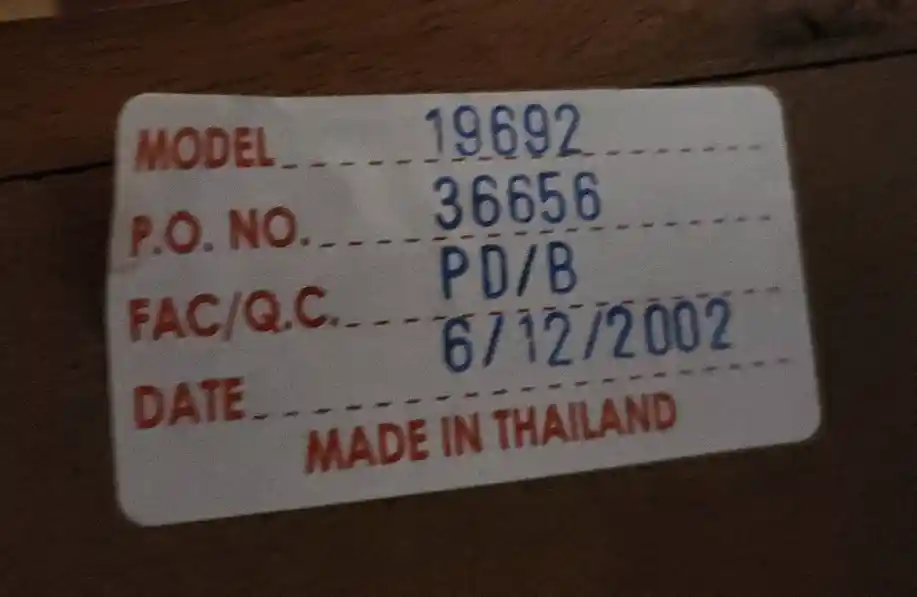 MODEL 19692
P.O. NO. 36656
FAC/Q.C. PD/B
DATE 6/12/2002
MADE IN THAILAND